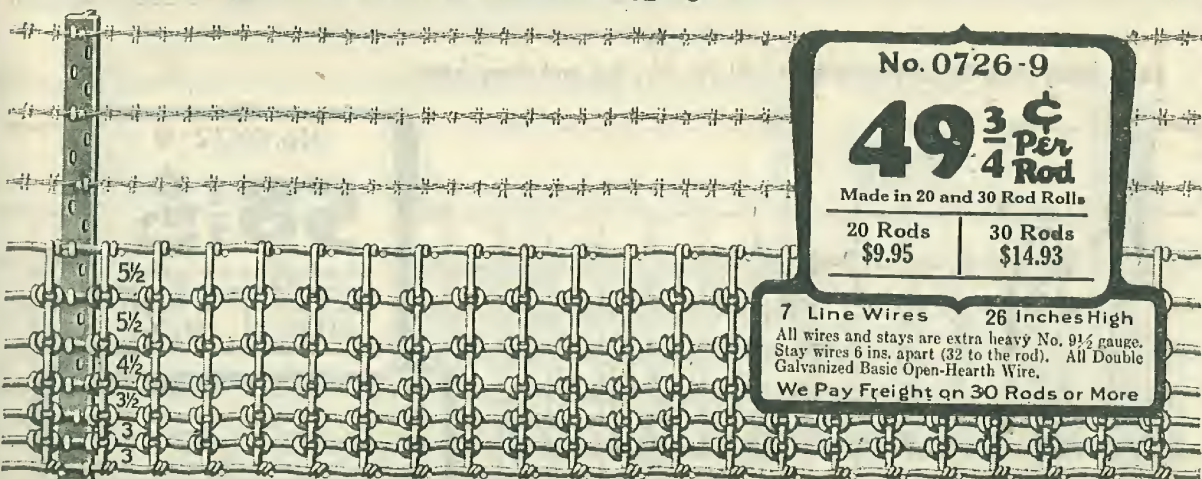 No. 0726-9
49 3/4 ¢ Per Rod
Made in 20 and 30 Rod Rolls
20 Rods
$9.95
30 Rods
$14.93
7 Line Wires 26 Inches High
All wires and stays are extra heavy No. 9½ gauge.
Stay wires 6 ins. apart (32 to the rod). All Double
Galvanized Basic Open-Hearth Wire.
We Pay Freight on 30 Rods or More
5½
5½
4½
3½
3
3